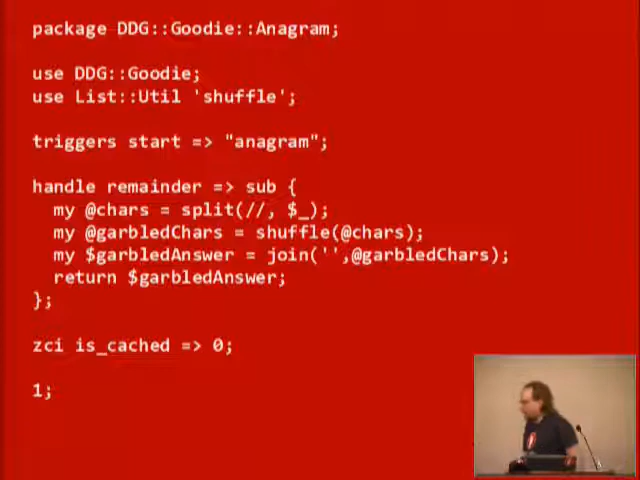 package DDG::Goodie::Anagram;
use DDG::Goodie;
use List::Util 'shuffle';
triggers start => "anagram";
handle remainder => sub {
my @chars = split(//, $_);
my @garbledChars = shuffle(@chars);
my $garbledAnswer = join('',@garbledChars);
return $garbledAnswer;
};
zci is_cached => 0;
1;